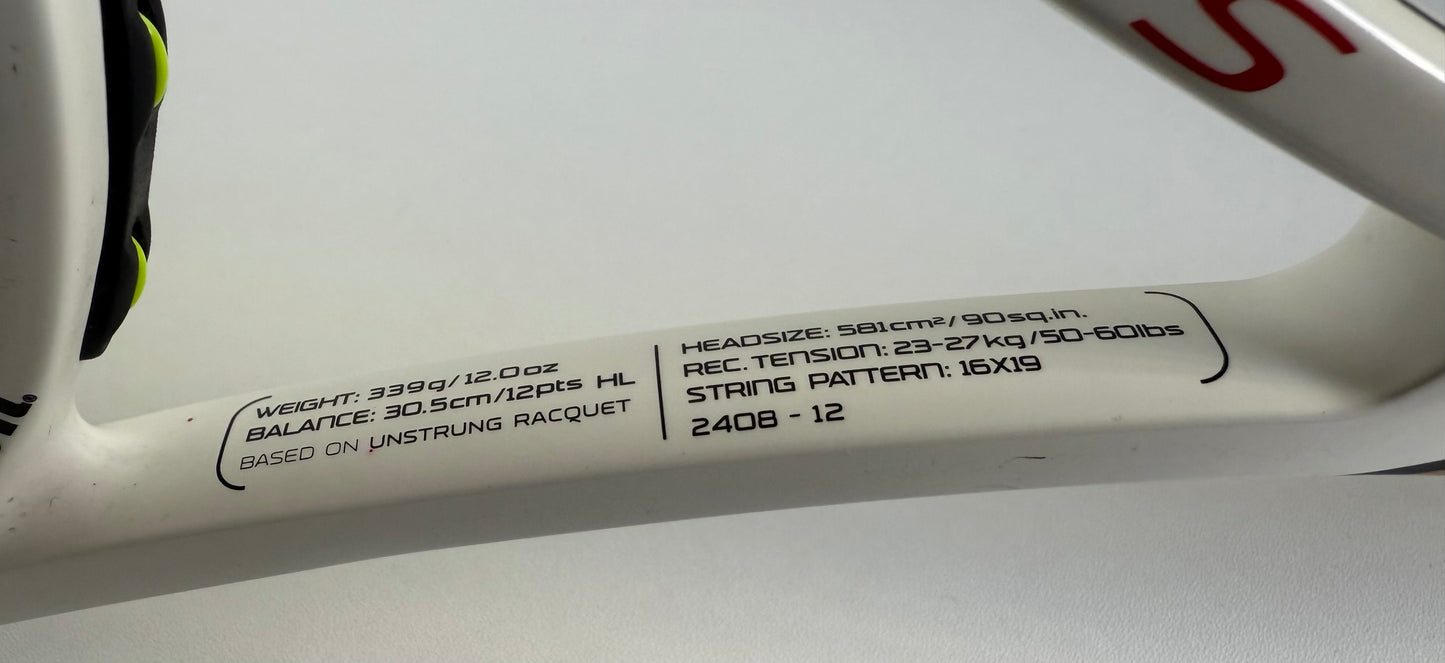 WEIGHT: 339g/12.0oz
BALANCE: 30.5cm/12pts HL
BASED ON UNSTRUNG RACQUET
HEADSIZE: 581cm²/90sq.in.
REC. TENSION: 23-27kg/50-60lbs
STRING PATTERN: 16X19
2408 - 12
S